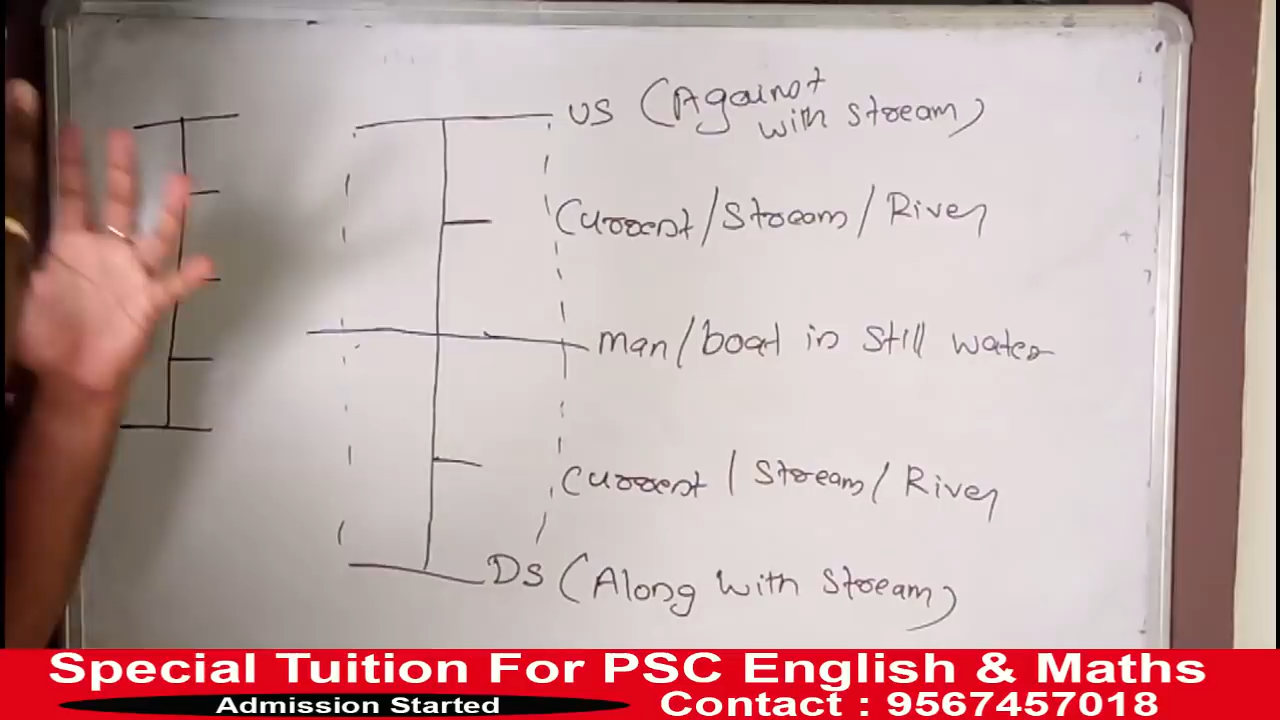 US (Against
with stream)
Current/Stream/River
man/boat in still water
Current/Stream/River
DS (Along with stream)
Special Tuition For PSC English & Maths
Admission Started
Contact : 9567457018